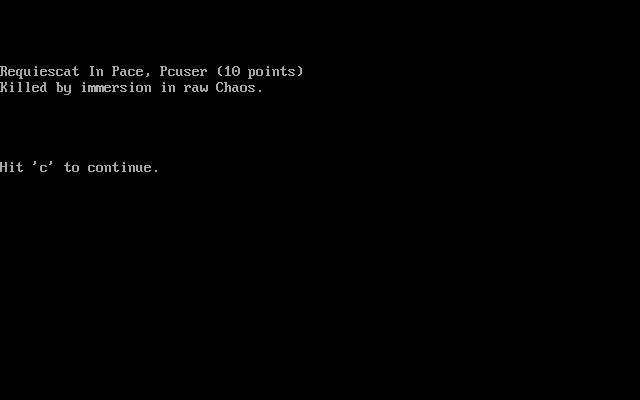 Requiescat In Pace, Pcuser (10 points)
Killed by immersion in raw Chaos.
Hit 'c' to continue.